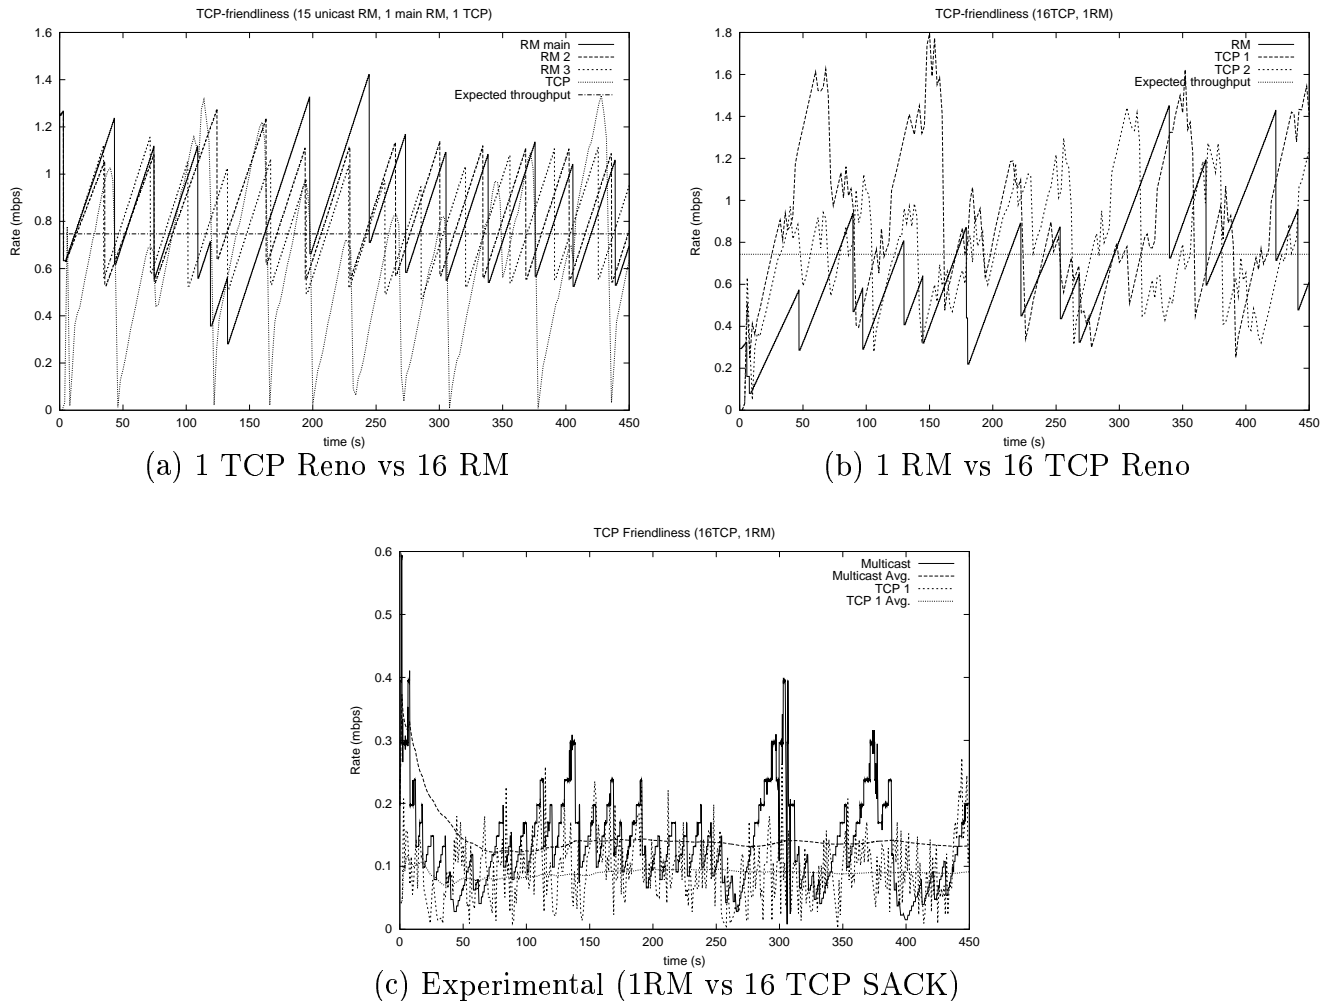 TCP-friendliness (15 unicast RM, 1 main RM, 1 TCP)
1.6
1.4
1.2
1
0.8
0.6
0.4
0.2
0
Rate (mbps)
RM main
RM 2
RM 3
TCP
Expected throughput
0 50 100 150 200 250 300 350 400 450
time (s)
(a) 1 TCP Reno vs 16 RM
TCP-friendliness (16TCP, 1RM)
1.8
1.6
1.4
1.2
1
0.8
0.6
0.4
0.2
0
Rate (mbps)
RM
TCP 1
TCP 2
Expected throughput
0 50 100 150 200 250 300 350 400 450
time (s)
(b) 1 RM vs 16 TCP Reno
TCP Friendliness (16TCP, 1RM)
0.6
0.5
0.4
0.3
0.2
0.1
0
Rate (mbps)
Multicast
Multicast Avg.
TCP 1
TCP 1 Avg.
0 50 100 150 200 250 300 350 400 450
time (s)
(c) Experimental (1RM vs 16 TCP SACK)